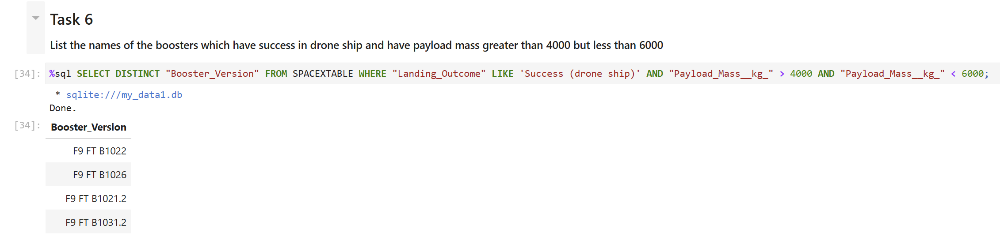 Task 6
List the names of the boosters which have success in drone ship and have payload mass greater than 4000 but less than 6000
[34]: %sql SELECT DISTINCT "Booster_Version" FROM SPACEXTABLE WHERE "Landing_Outcome" LIKE 'Success (drone ship)' AND "Payload_Mass__kg_" > 4000 AND "Payload_Mass__kg_" < 6000;
* sqlite:///my_data1.db
Done.
[34]: Booster_Version
F9 FT B1022
F9 FT B1026
F9 FT B1021.2
F9 FT B1031.2